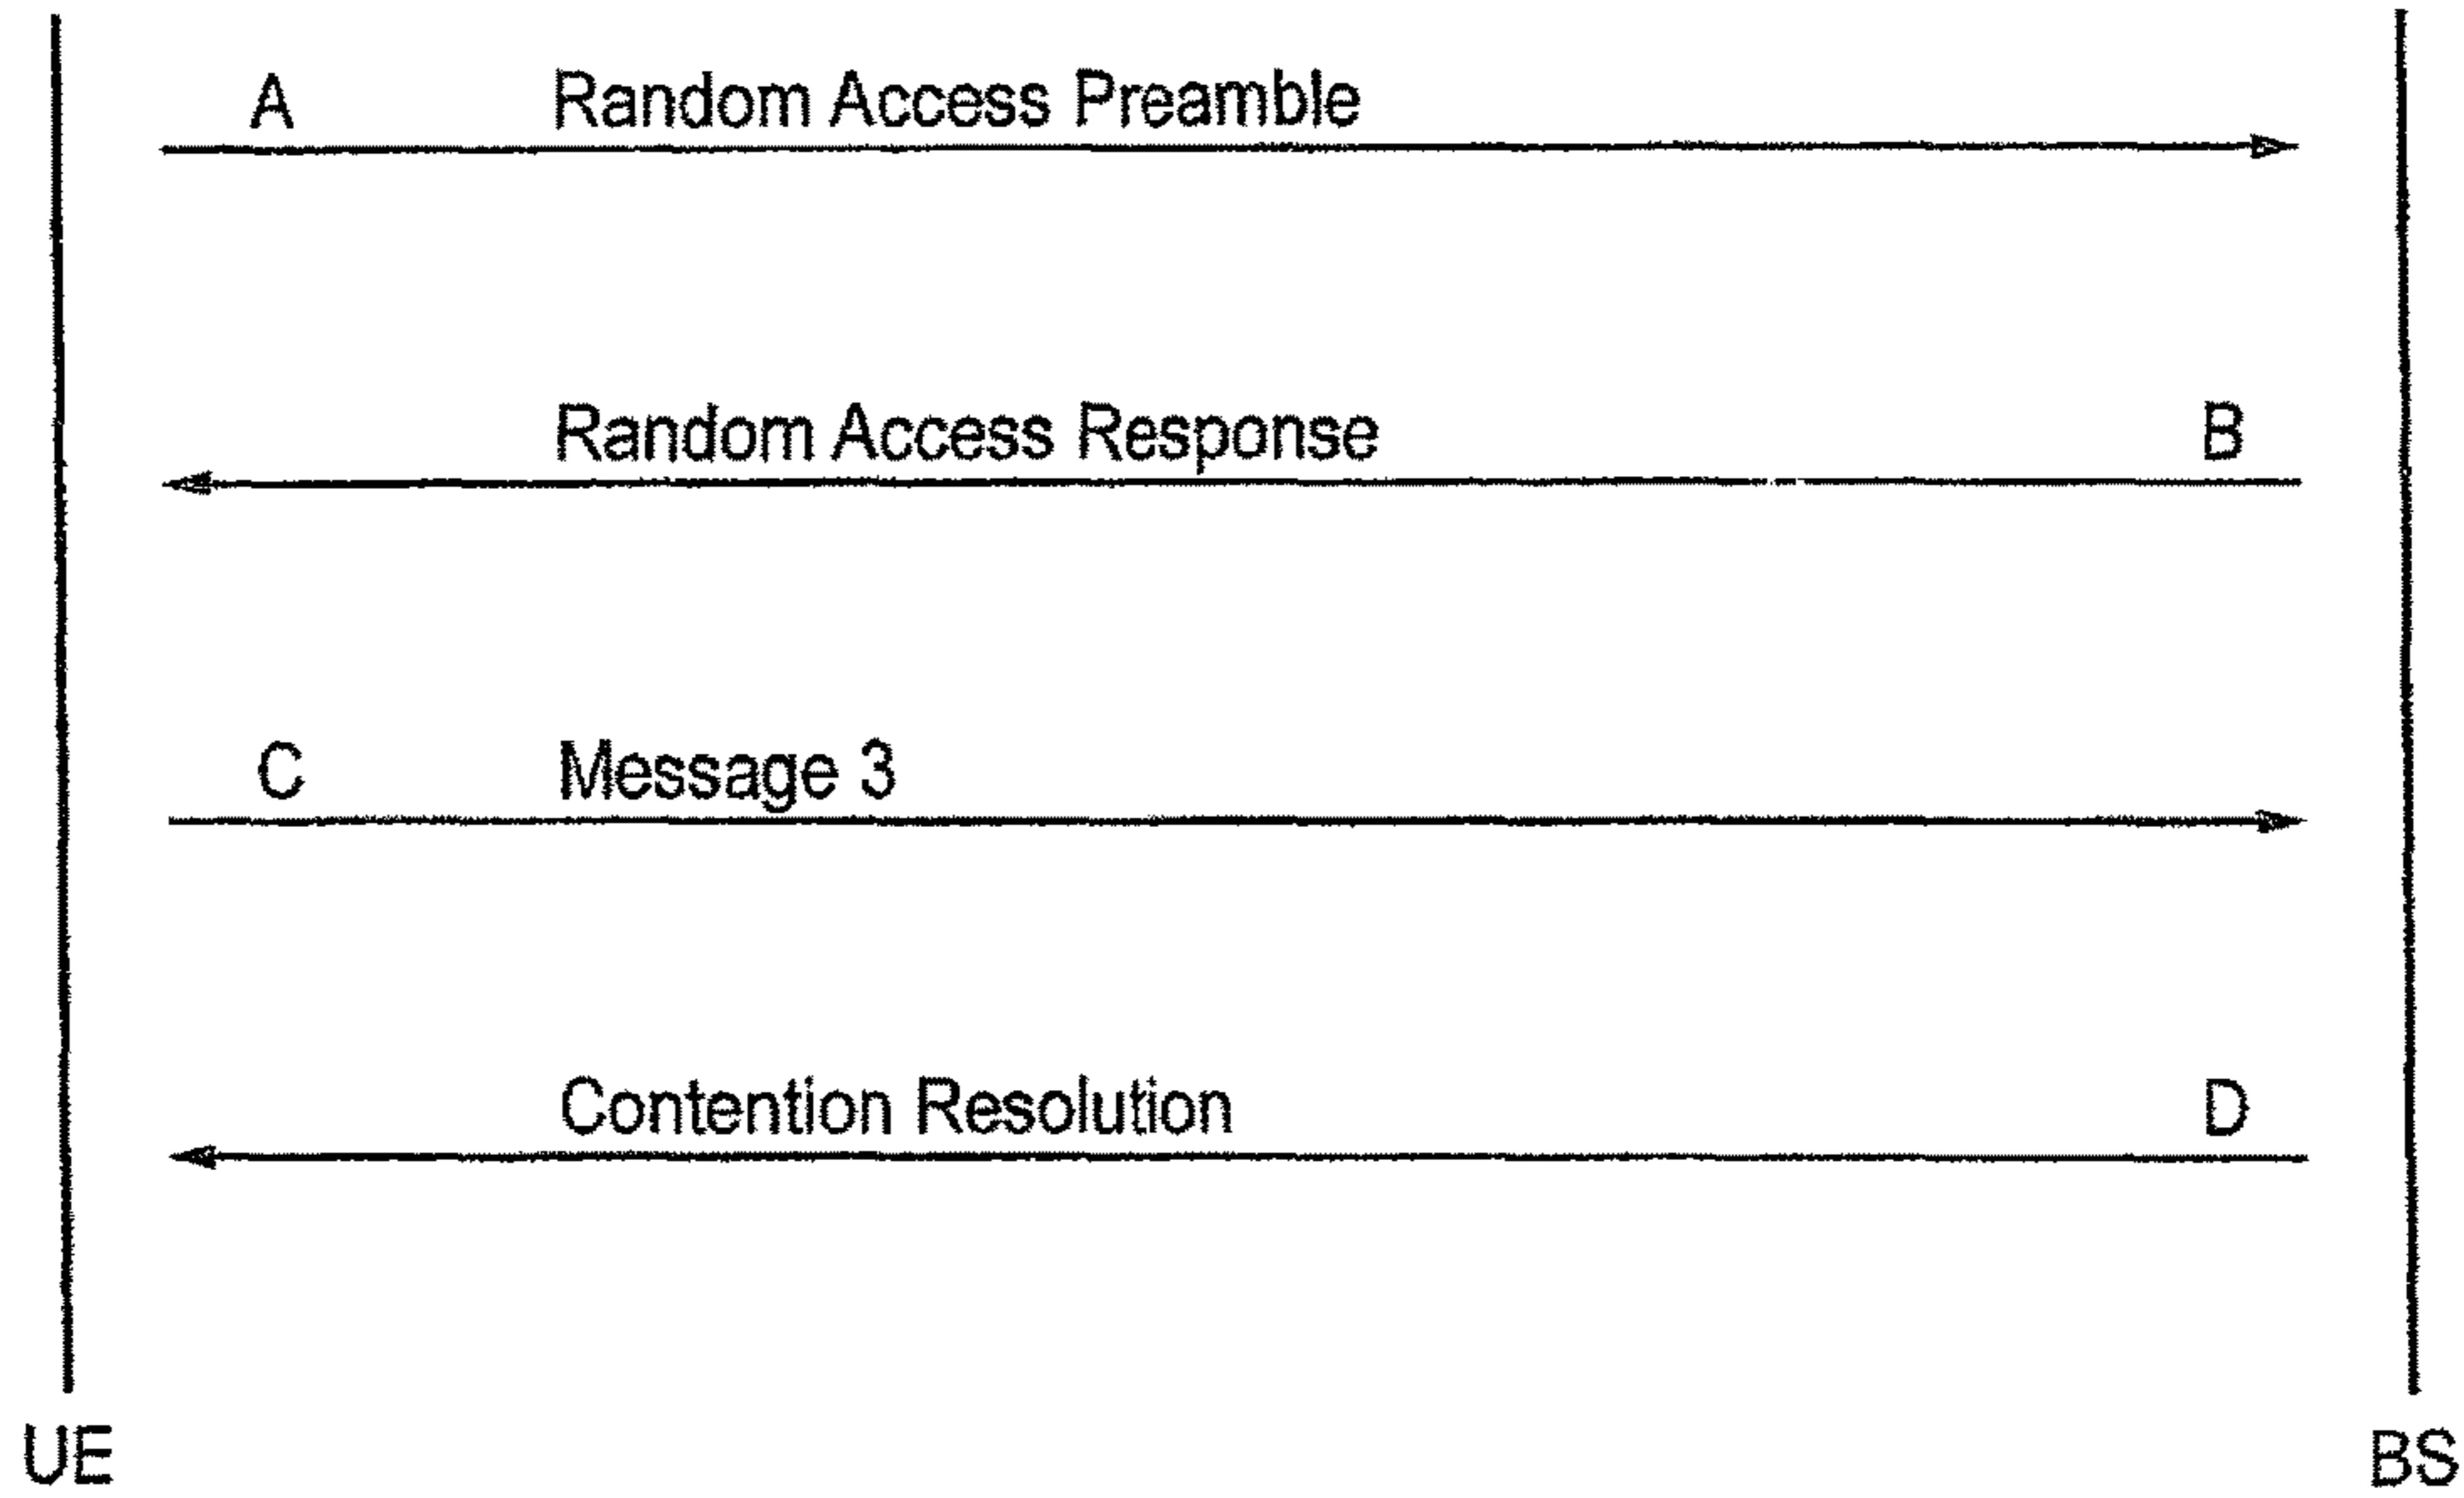 A Random Access Preamble
Random Access Response B
C Message 3
Contention Resolution D
UE BS